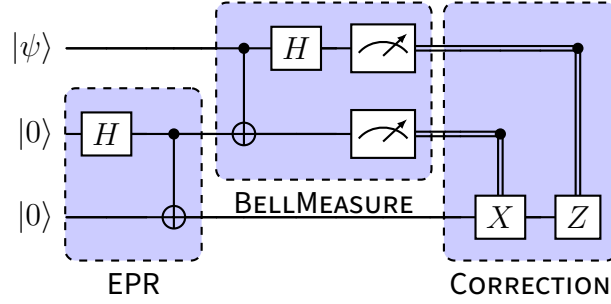 |ψ⟩ H
|0⟩ H
BELLMEASURE
|0⟩ X Z
EPR CORRECTION